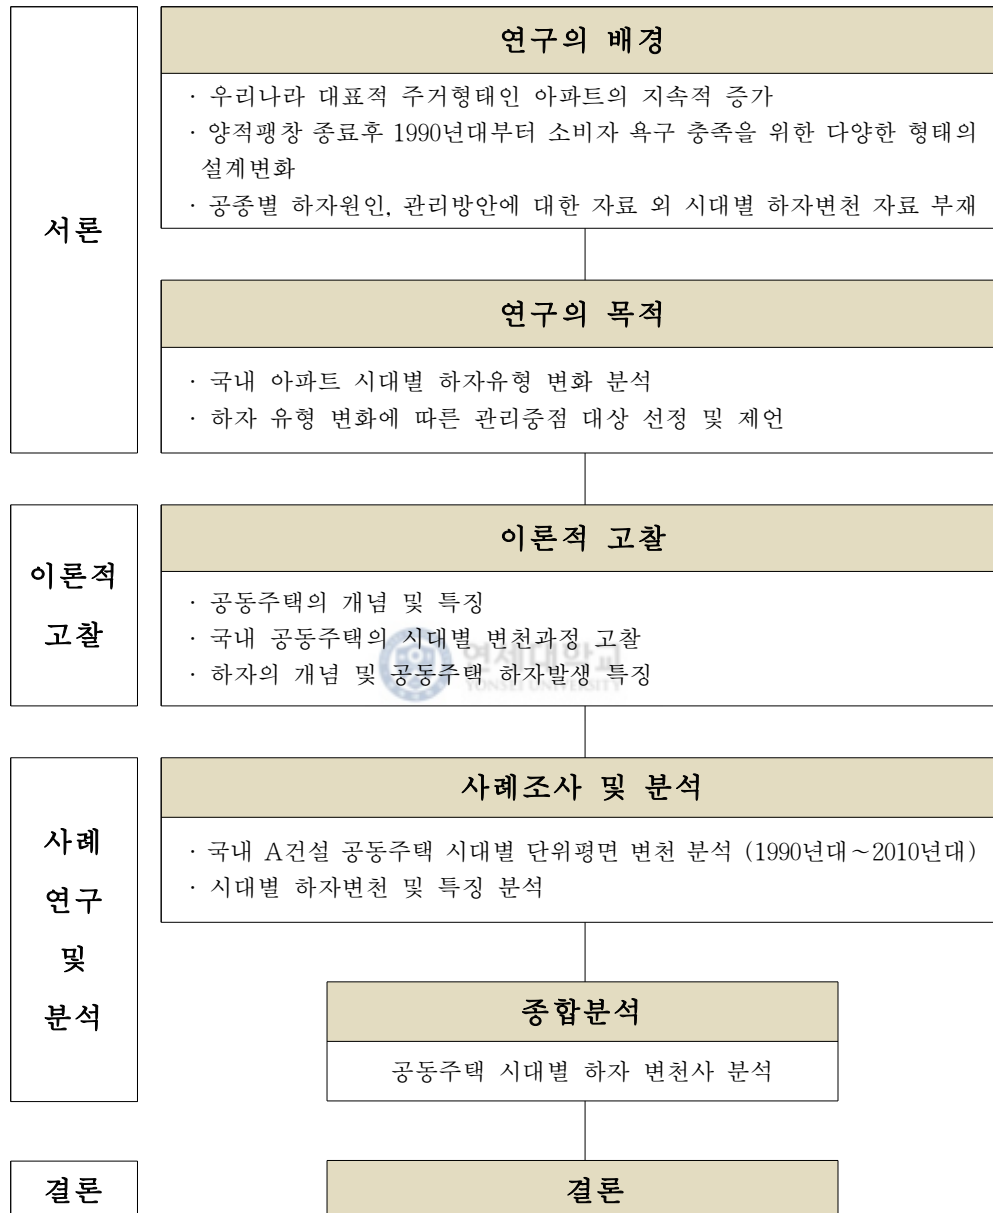 서론
연구의 배경
· 우리나라 대표적 주거형태인 아파트의 지속적 증가
· 양적팽창 종료후 1990년대부터 소비자 욕구 충족을 위한 다양한 형태의
설계변화
· 공종별 하자원인, 관리방안에 대한 자료 외 시대별 하자변천 자료 부재
연구의 목적
· 국내 아파트 시대별 하자유형 변화 분석
· 하자 유형 변화에 따른 관리중점 대상 선정 및 제언
이론적
고찰
이론적 고찰
· 공동주택의 개념 및 특징
· 국내 공동주택의 시대별 변천과정 고찰
· 하자의 개념 및 공동주택 하자발생 특징
연세대학교
YONSEI UNIVERSITY
사례
연구
및
분석
사례조사 및 분석
· 국내 A건설 공동주택 시대별 단위평면 변천 분석 (1990년대～2010년대)
· 시대별 하자변천 및 특징 분석
종합분석
공동주택 시대별 하자 변천사 분석
결론
결론